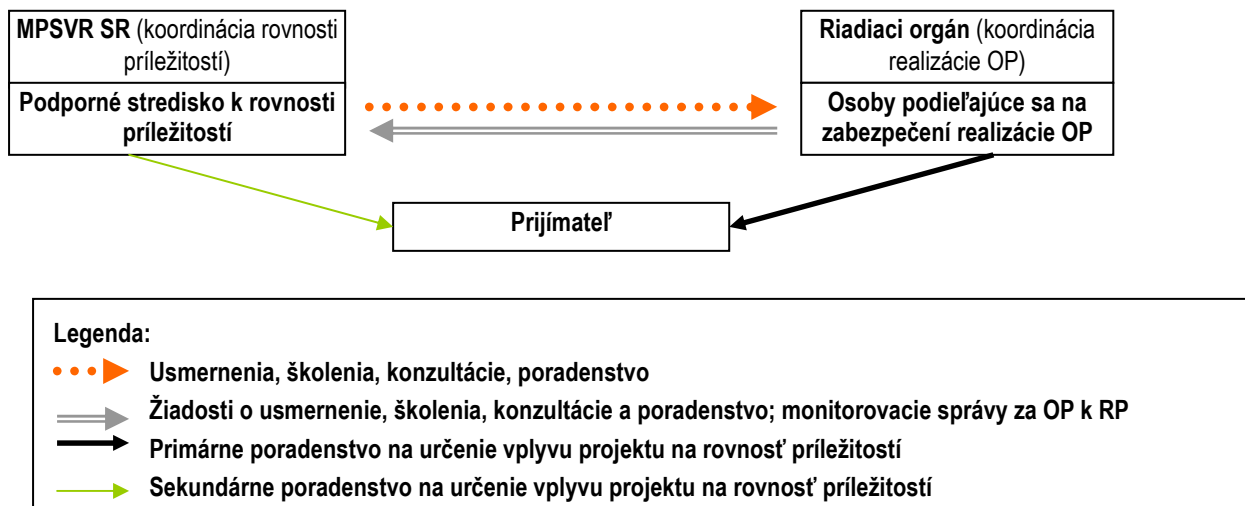 MPSVR SR (koordinácia rovnosti
príležitostí)
Podporné stredisko k rovnosti
príležitostí
Riadiaci orgán (koordinácia
realizácie OP)
Osoby podieľajúce sa na
zabezpečení realizácie OP
Prijímateľ
Legenda:
Usmernenia, školenia, konzultácie, poradenstvo
Žiadosti o usmernenie, školenia, konzultácie a poradenstvo; monitorovacie správy za OP k RP
Primárne poradenstvo na určenie vplyvu projektu na rovnosť príležitostí
Sekundárne poradenstvo na určenie vplyvu projektu na rovnosť príležitostí